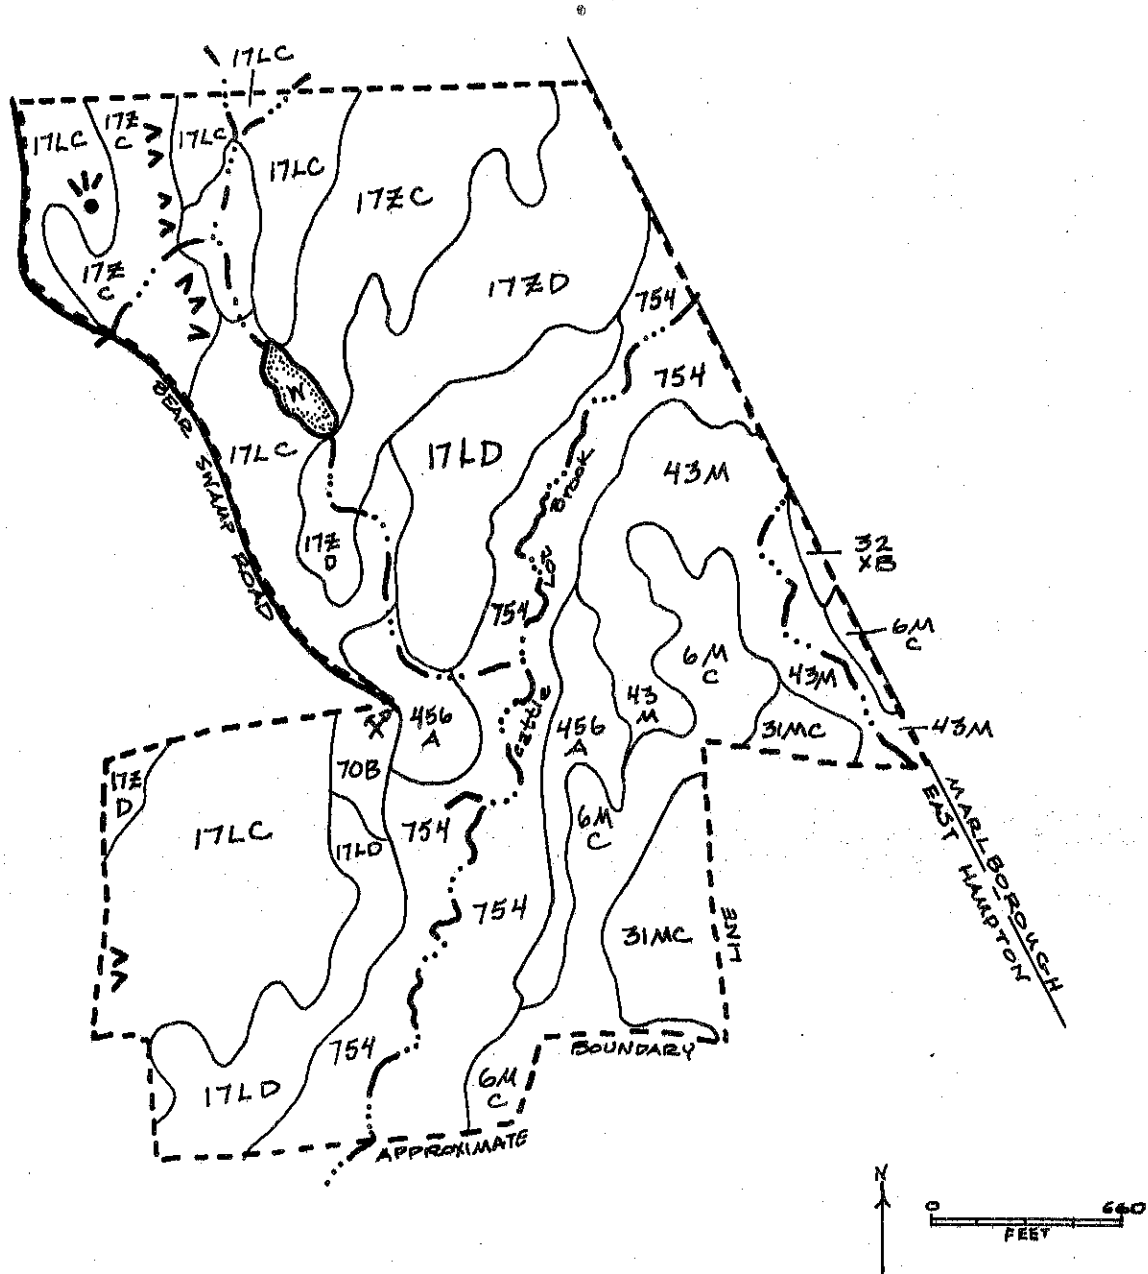 17LC
17LC
17Z
C
17LC
17LC
17ZC
17Z
C
17ZD
754
754
W
BEAR SWAMP ROAD
17LC
17LD
43M
BROOK
17Z
D
32
XB
LOT
754
6M
C
6M
C
43M
43
M
CATTLE
456
A
456
A
31MC
43M
70B
17Z
D
MARLBOROUGH
EAST HAMPTON
17LC
754
6M
C
17LD
754
31MC
LINE
754
BOUNDARY
17LD
6M
C
APPROXIMATE
N
0 660
FEET